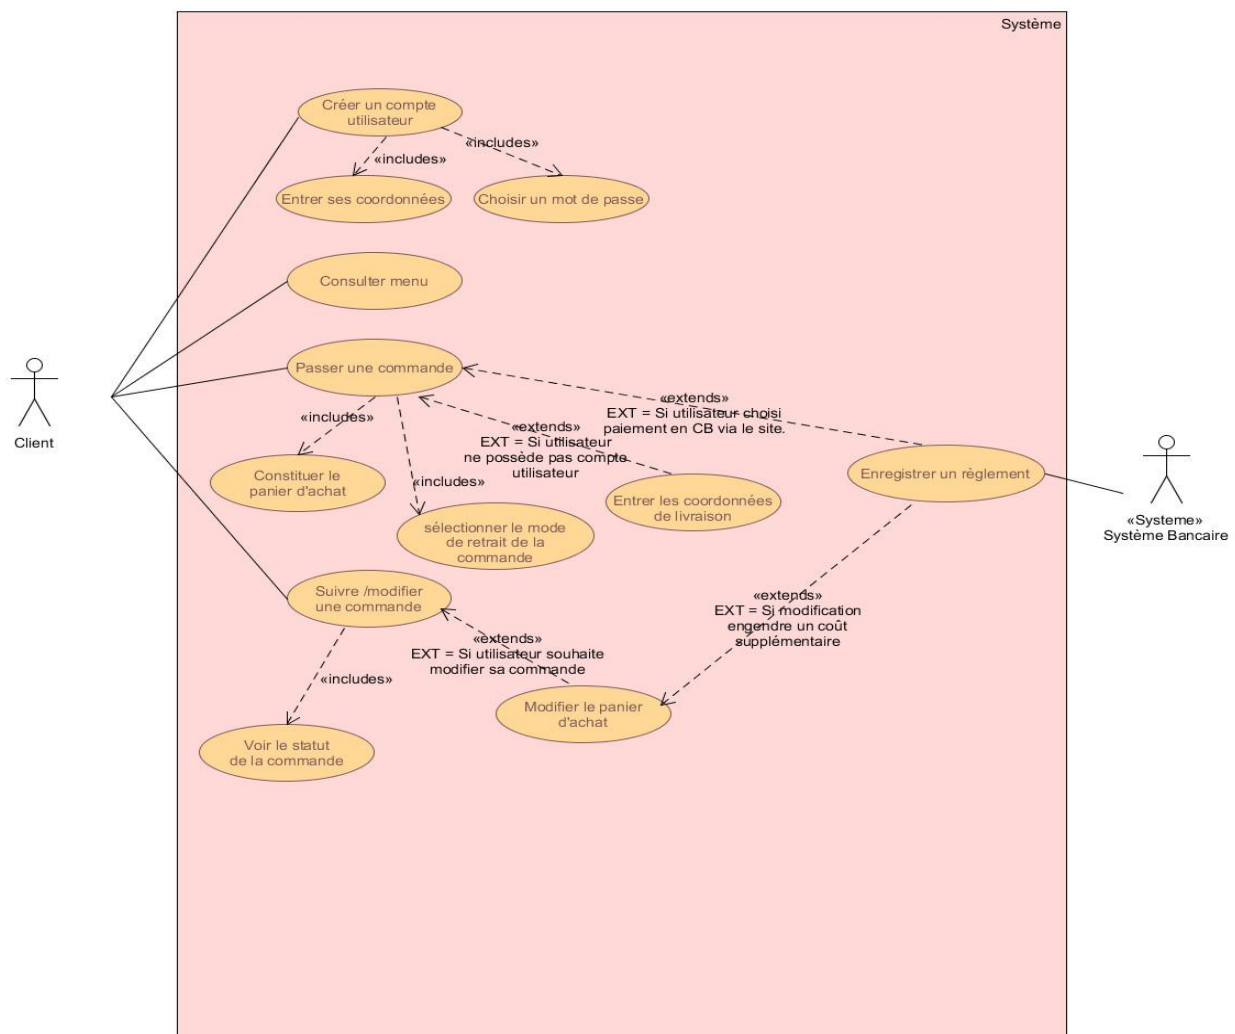 Système
Créer un compte
utilisateur
«includes»
«includes»
Entrer ses coordonnées
Choisir un mot de passe
Consulter menu
Passer une commande
«extends»
EXT = Si utilisateur choisi
paiement en CB via le site.
«includes»
«extends»
EXT = Si utilisateur
ne possède pas compte
utilisateur
Client
Constituer le
panier d'achat
«includes»
Entrer les coordonnées
de livraison
Enregistrer un règlement
«Systeme»
Système Bancaire
sélectionner le mode
de retrait de la
commande
Suivre /modifier
une commande
«extends»
EXT = Si modification
engendre un coût
supplémentaire
«extends»
EXT = Si utilisateur souhaite
modifier sa commande
«includes»
Modifier le panier
d'achat
Voir le statut
de la commande